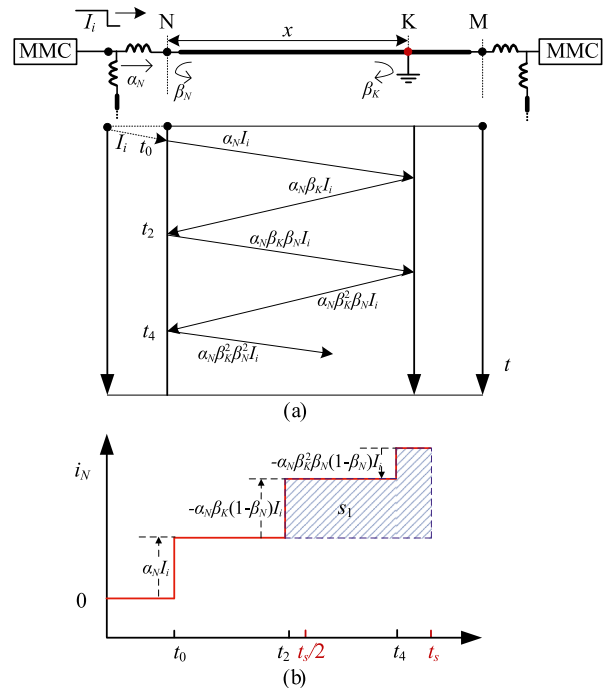 I_i
N
x
K
M
MMC
MMC
α_N
β_N
β_K
I_i
t_0
α_N I_i
α_N β_K I_i
t_2
α_N β_K β_N I_i
α_N β_K^2 β_N I_i
t_4
α_N β_K^2 β_N^2 I_i
t
(a)
i_N
-α_N β_K^2 β_N (1-β_N) I_i
-α_N β_K (1-β_N) I_i
s_1
α_N I_i
0
t_0
t_2
t_s/2
t_4
t_s
(b)